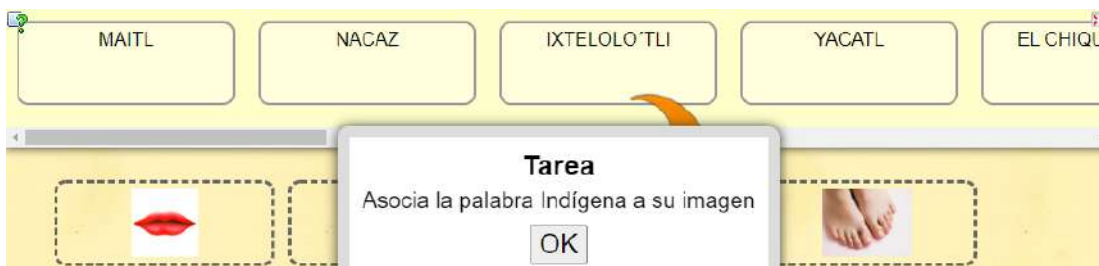 MAITL
NACAZ
IXTELOLO´TLI
YACATL
EL CHIQU
Tarea
Asocia la palabra Indígena a su imagen
OK